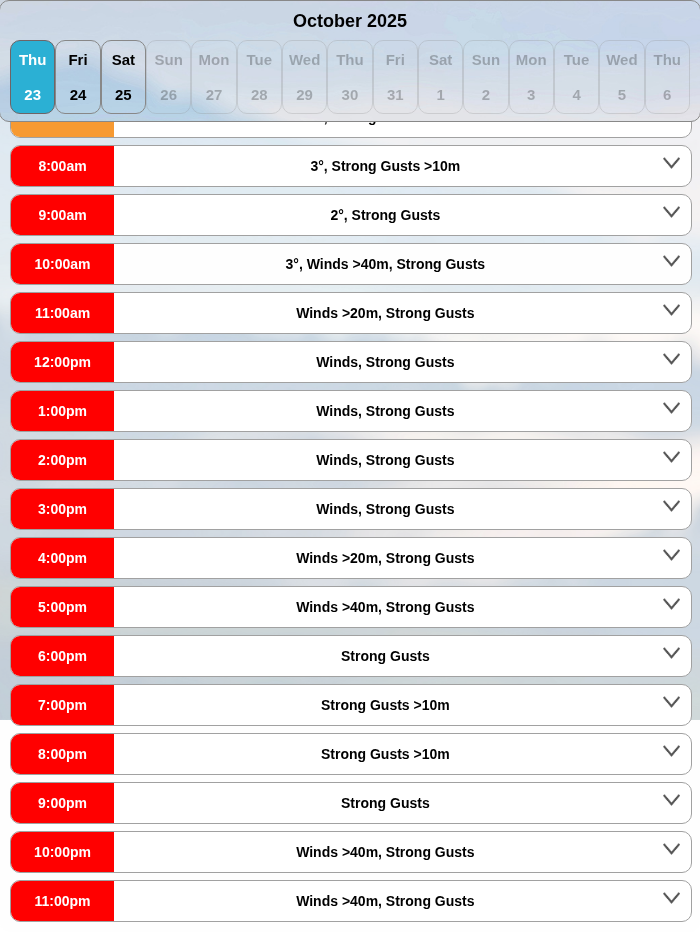 October 2025
Thu Fri Sat Sun Mon Tue Wed Thu Fri Sat Sun Mon Tue Wed Thu
23 24 25 26 27 28 29 30 31 1 2 3 4 5 6
8:00am 3°, Strong Gusts >10m
9:00am 2°, Strong Gusts
10:00am 3°, Winds >40m, Strong Gusts
11:00am Winds >20m, Strong Gusts
12:00pm Winds, Strong Gusts
1:00pm Winds, Strong Gusts
2:00pm Winds, Strong Gusts
3:00pm Winds, Strong Gusts
4:00pm Winds >20m, Strong Gusts
5:00pm Winds >40m, Strong Gusts
6:00pm Strong Gusts
7:00pm Strong Gusts >10m
8:00pm Strong Gusts >10m
9:00pm Strong Gusts
10:00pm Winds >40m, Strong Gusts
11:00pm Winds >40m, Strong Gusts